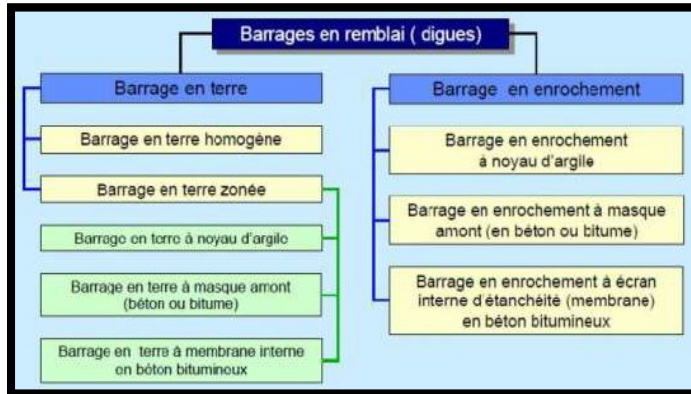 Barrages en remblai ( digues)
Barrage en terre
Barrage en terre homogène
Barrage en terre zonée
Barrage en terre à noyau d'argile
Barrage en terre à masque amont
(béton ou bitume)
Barrage en terre à membrane interne
en béton bitumineux
Barrage en enrochement
Barrage en enrochement
à noyau d'argile
Barrage en enrochement à masque
amont (en béton ou bitume)
Barrage en enrochement à écran
interne d'étanchéité (membrane)
en béton bitumineux